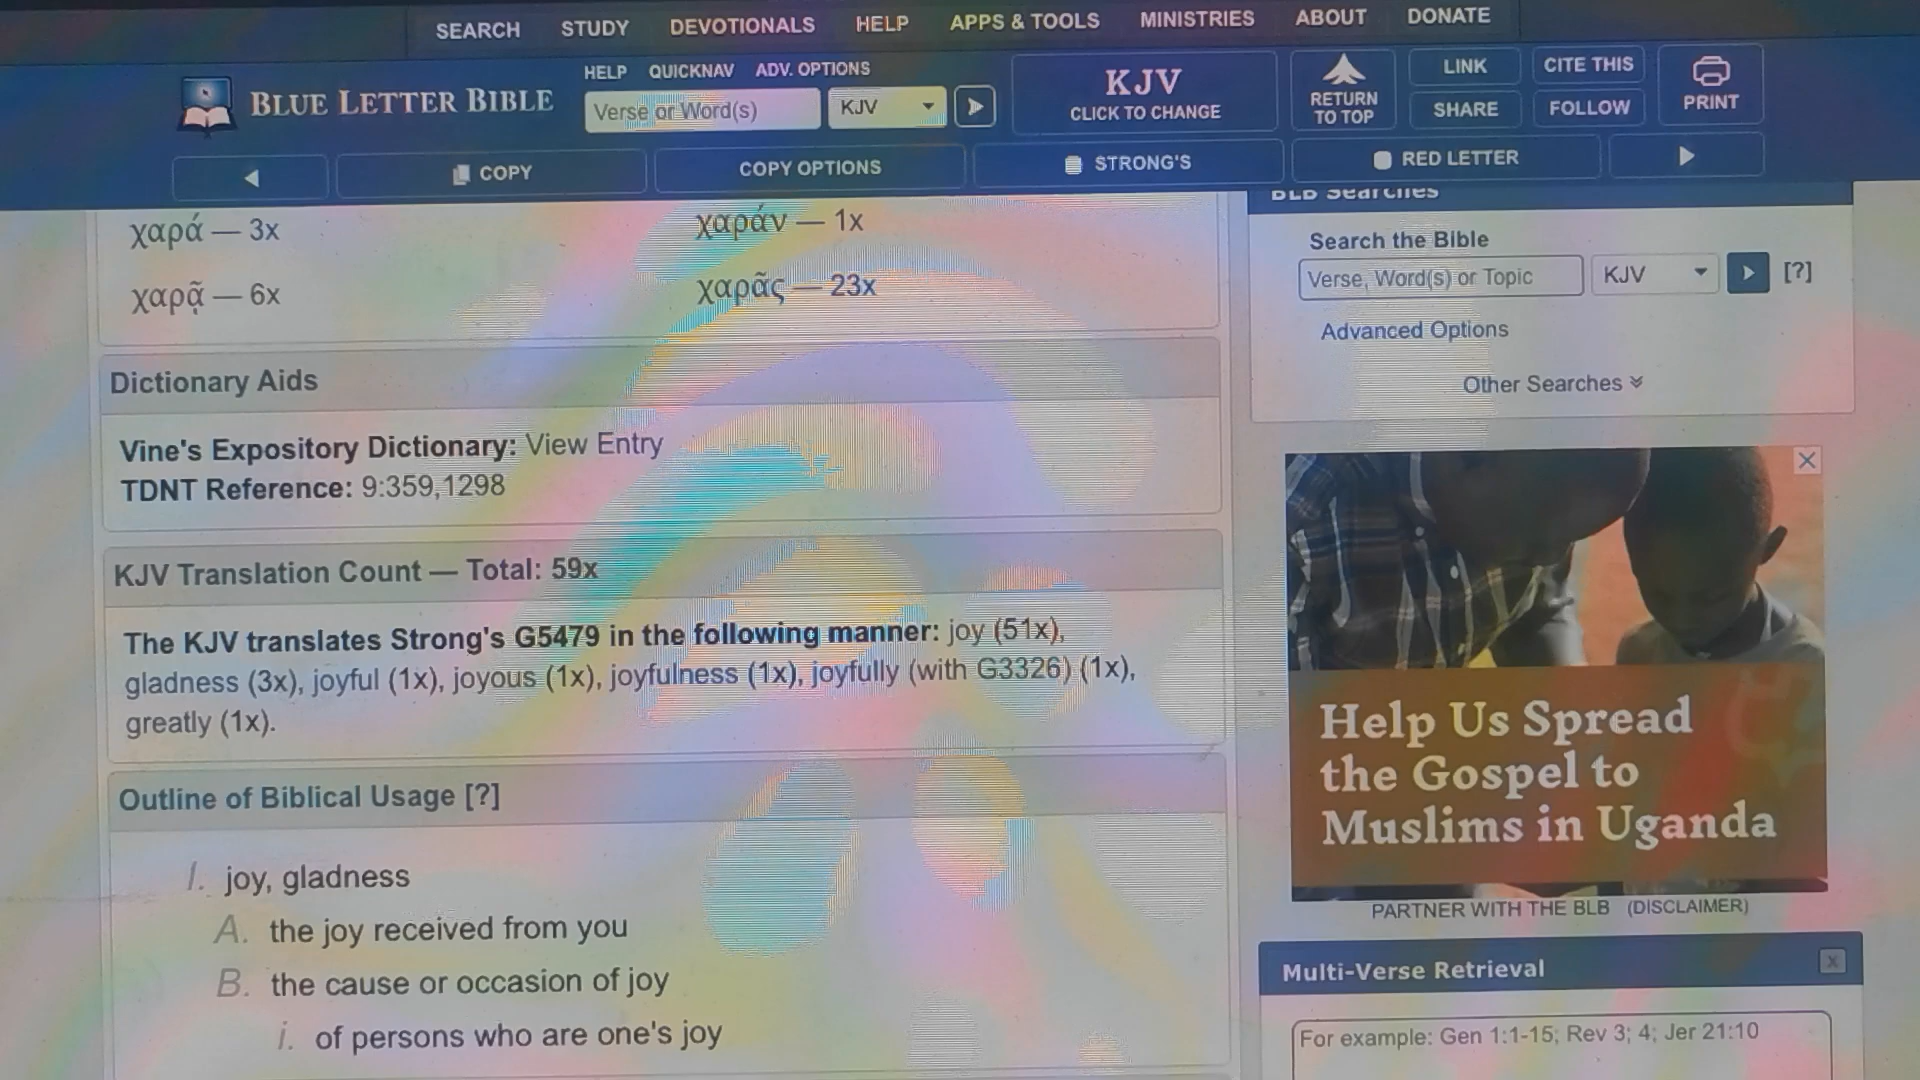 SEARCH STUDY DEVOTIONALS HELP APPS & TOOLS MINISTRIES ABOUT DONATE
BLUE LETTER BIBLE
HELP QUICKNAV ADV. OPTIONS
Verse or Word(s) KJV
KJV
CLICK TO CHANGE
RETURN
TO TOP
LINK
SHARE
CITE THIS
FOLLOW
PRINT
COPY COPY OPTIONS STRONG'S RED LETTER
χαρά — 3x χαράν — 1x
χαρᾷ — 6x χαρᾶς — 23x
Dictionary Aids
Vine's Expository Dictionary: View Entry
TDNT Reference: 9:359,1298
KJV Translation Count — Total: 59x
The KJV translates Strong's G5479 in the following manner: joy (51x),
gladness (3x), joyful (1x), joyous (1x), joyfulness (1x), joyfully (with G3326) (1x),
greatly (1x).
Outline of Biblical Usage [?]
I. joy, gladness
A. the joy received from you
B. the cause or occasion of joy
i. of persons who are one's joy
BLB Searches
Search the Bible
Verse, Word(s) or Topic KJV [?]
Advanced Options
Other Searches
Help Us Spread
the Gospel to
Muslims in Uganda
PARTNER WITH THE BLB (DISCLAIMER)
Multi-Verse Retrieval x
For example: Gen 1:1-15; Rev 3; 4; Jer 21:10